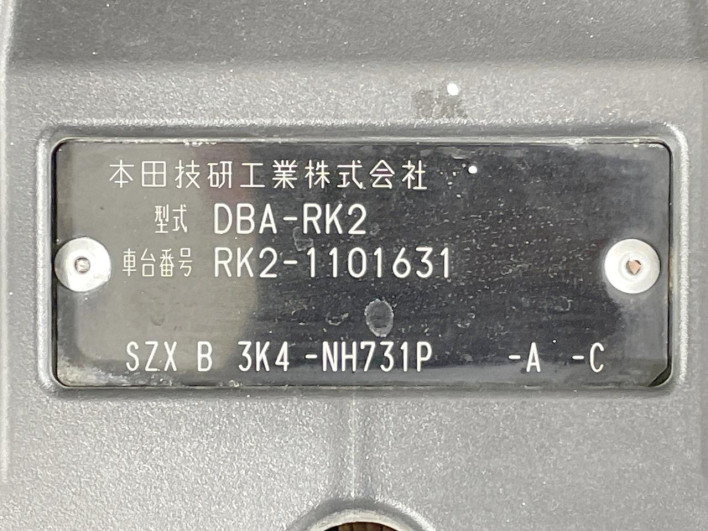 本田技研工業株式会社
型式 DBA-RK2
車台番号 RK2-1101631
SZX B 3K4 -NH731P -A -C